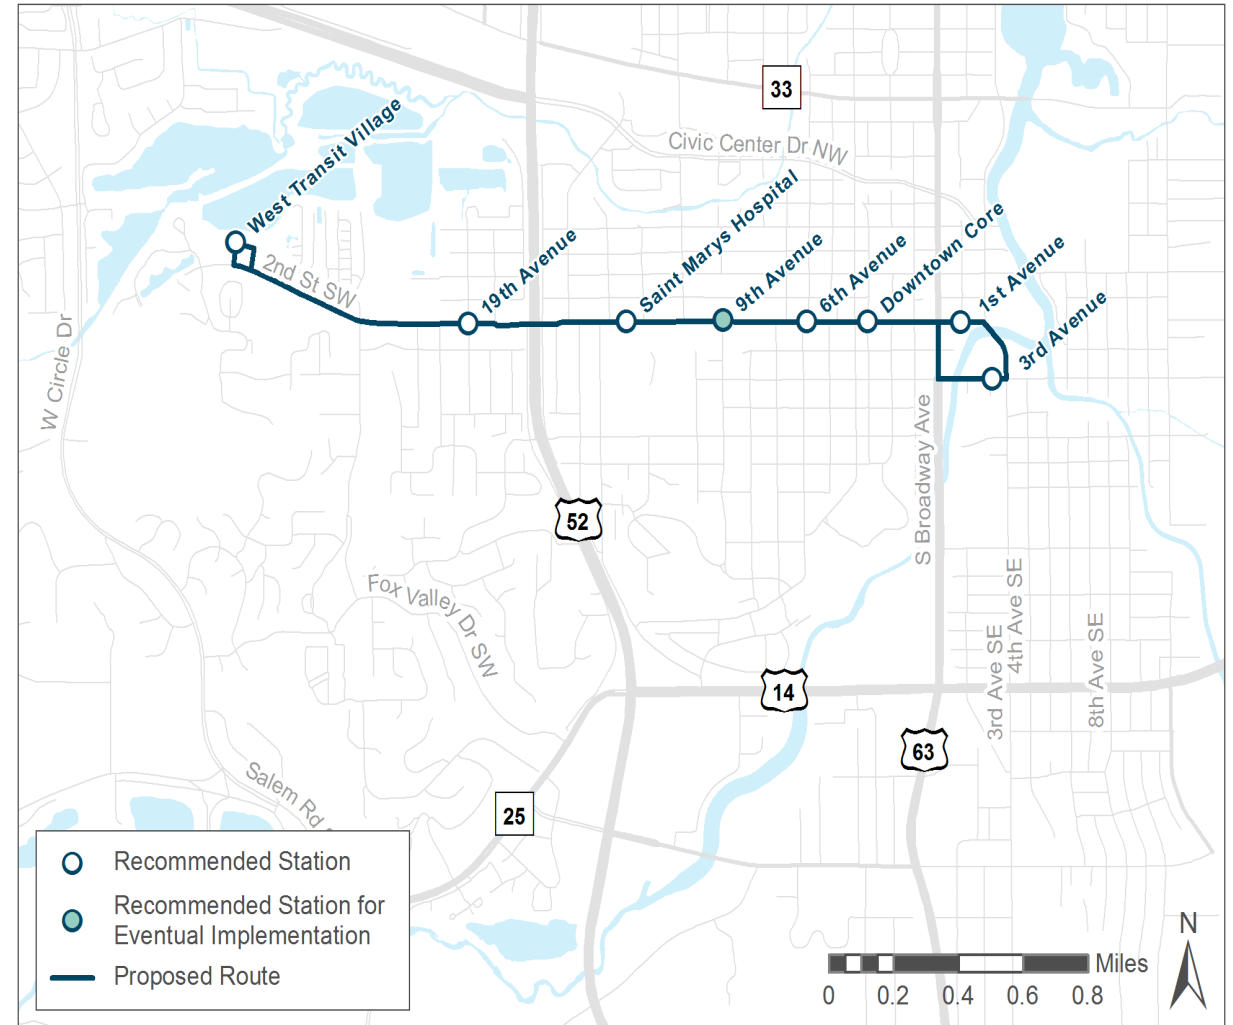 33
Civic Center Dr NW
West Transit Village
2nd St SW
19th Avenue
Saint Marys Hospital
9th Avenue
6th Avenue
Downtown Core
1st Avenue
3rd Avenue
W Circle Dr
S Broadway Ave
52
Fox Valley Dr SW
3rd Ave SE
4th Ave SE
8th Ave SE
14
63
Salem Rd
25
Recommended Station
Recommended Station for
Eventual Implementation
Proposed Route
N
Miles
0 0.2 0.4 0.6 0.8